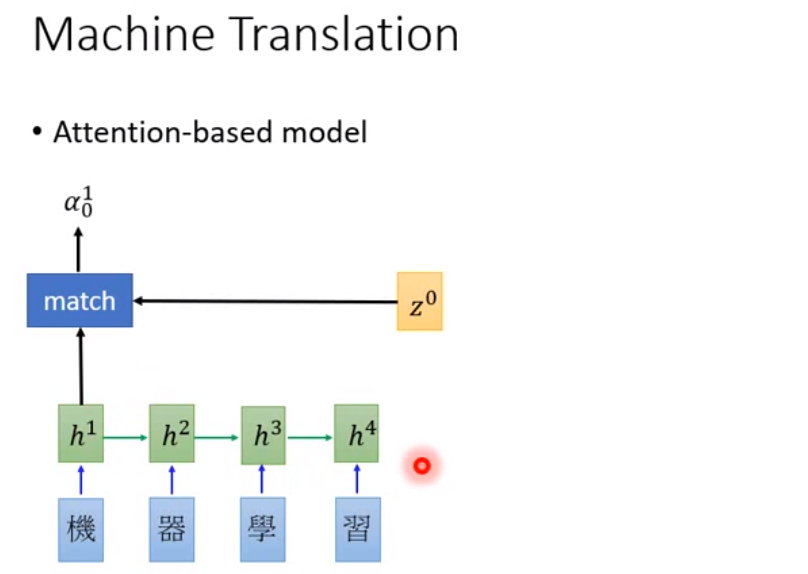 Machine Translation
• Attention-based model
α₀¹
match
z⁰
h¹ h² h³ h⁴
機 器 學 習